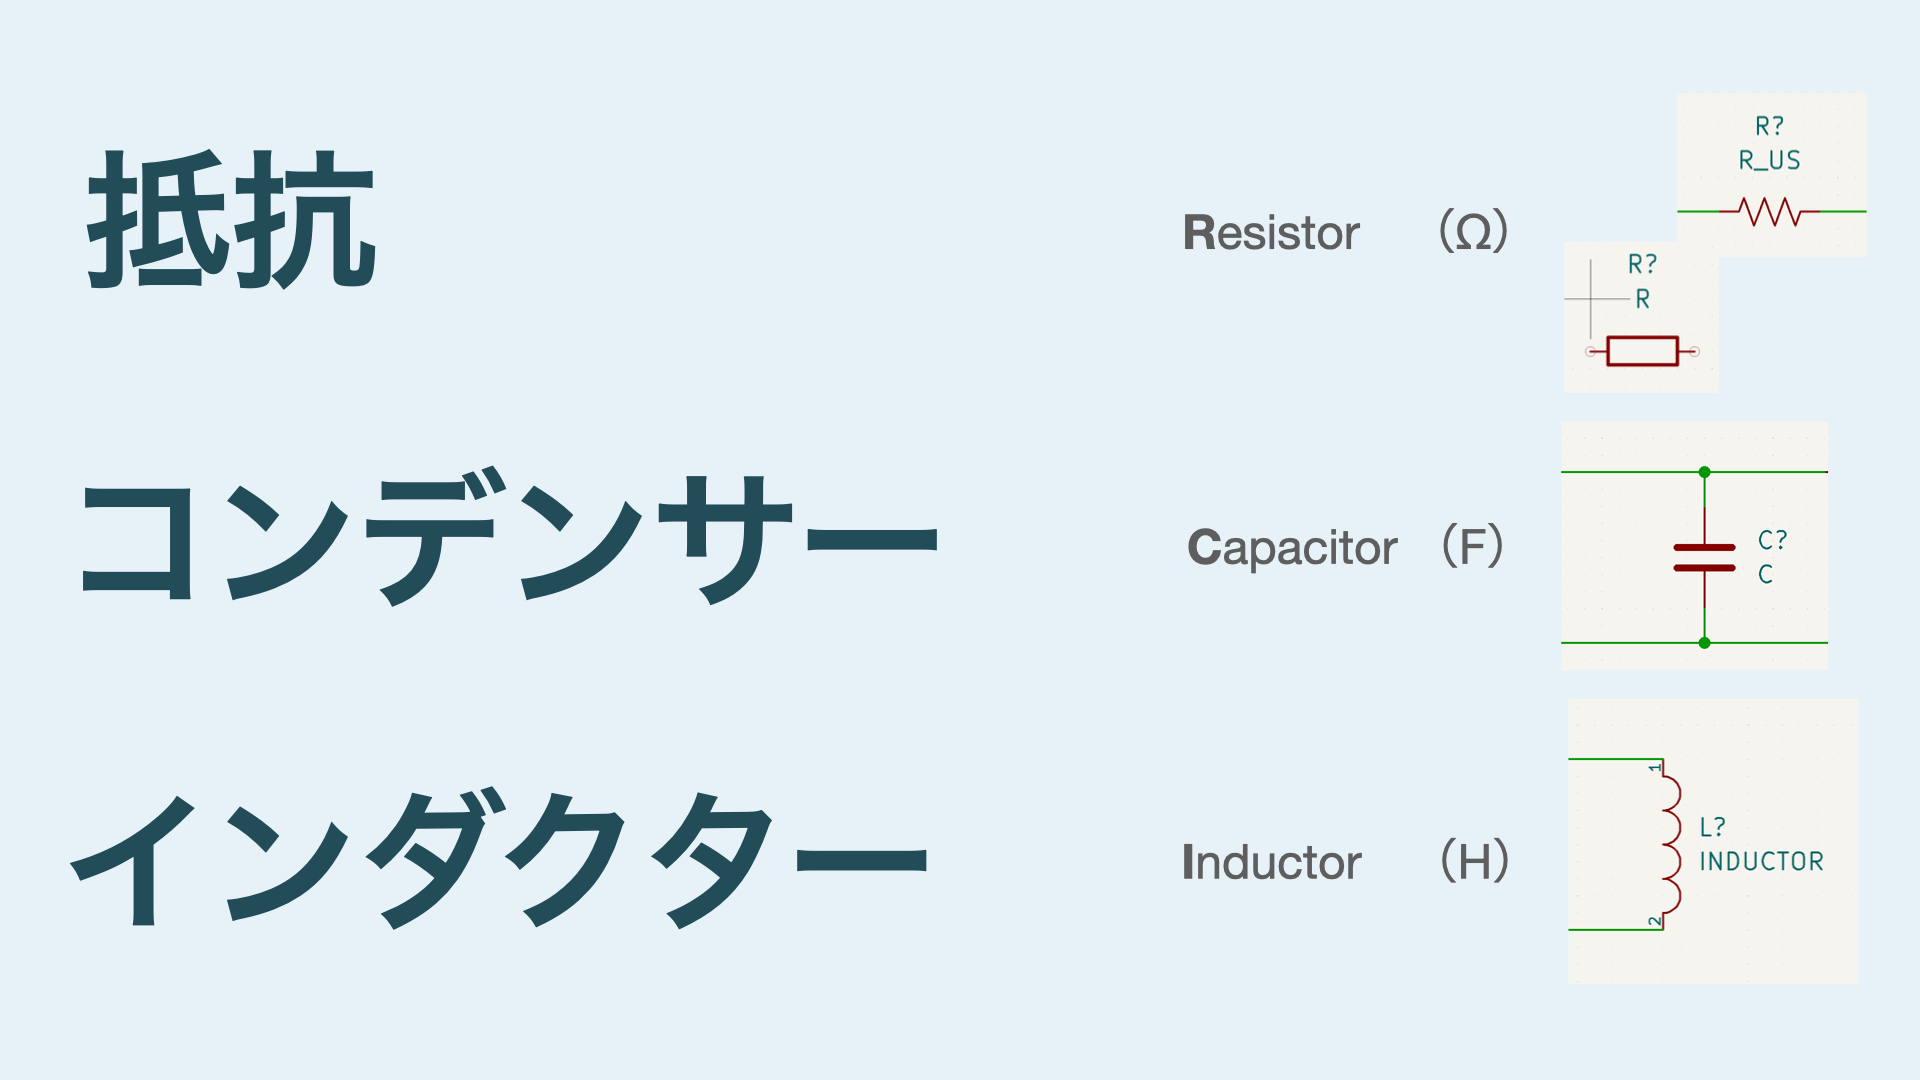 抵抗
Resistor （Ω）
R?
R_US
R?
R
コンデンサー
Capacitor （F）
C?
C
インダクター
Inductor （H）
1
L?
INDUCTOR
2